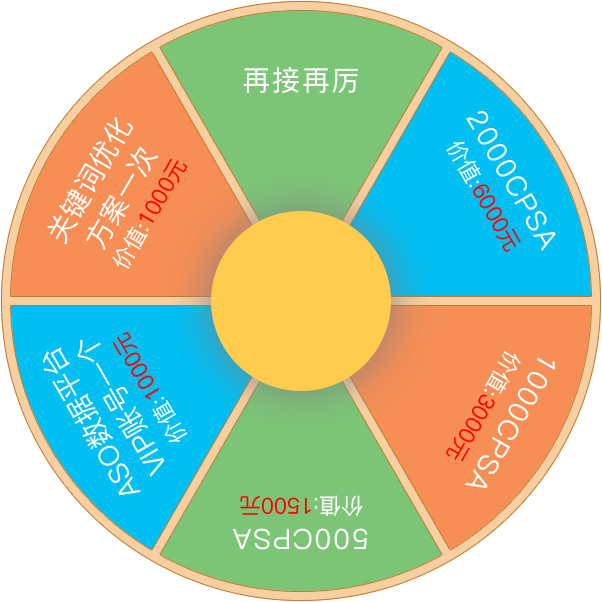 再接再厉
2000CPSA
价值:6000元
1000CPSA
价值:3000元
500CPSA
价值:1500元
ASO数据平台
VIP账号一个
价值:1000元
关键词优化
方案一次
价值:1000元